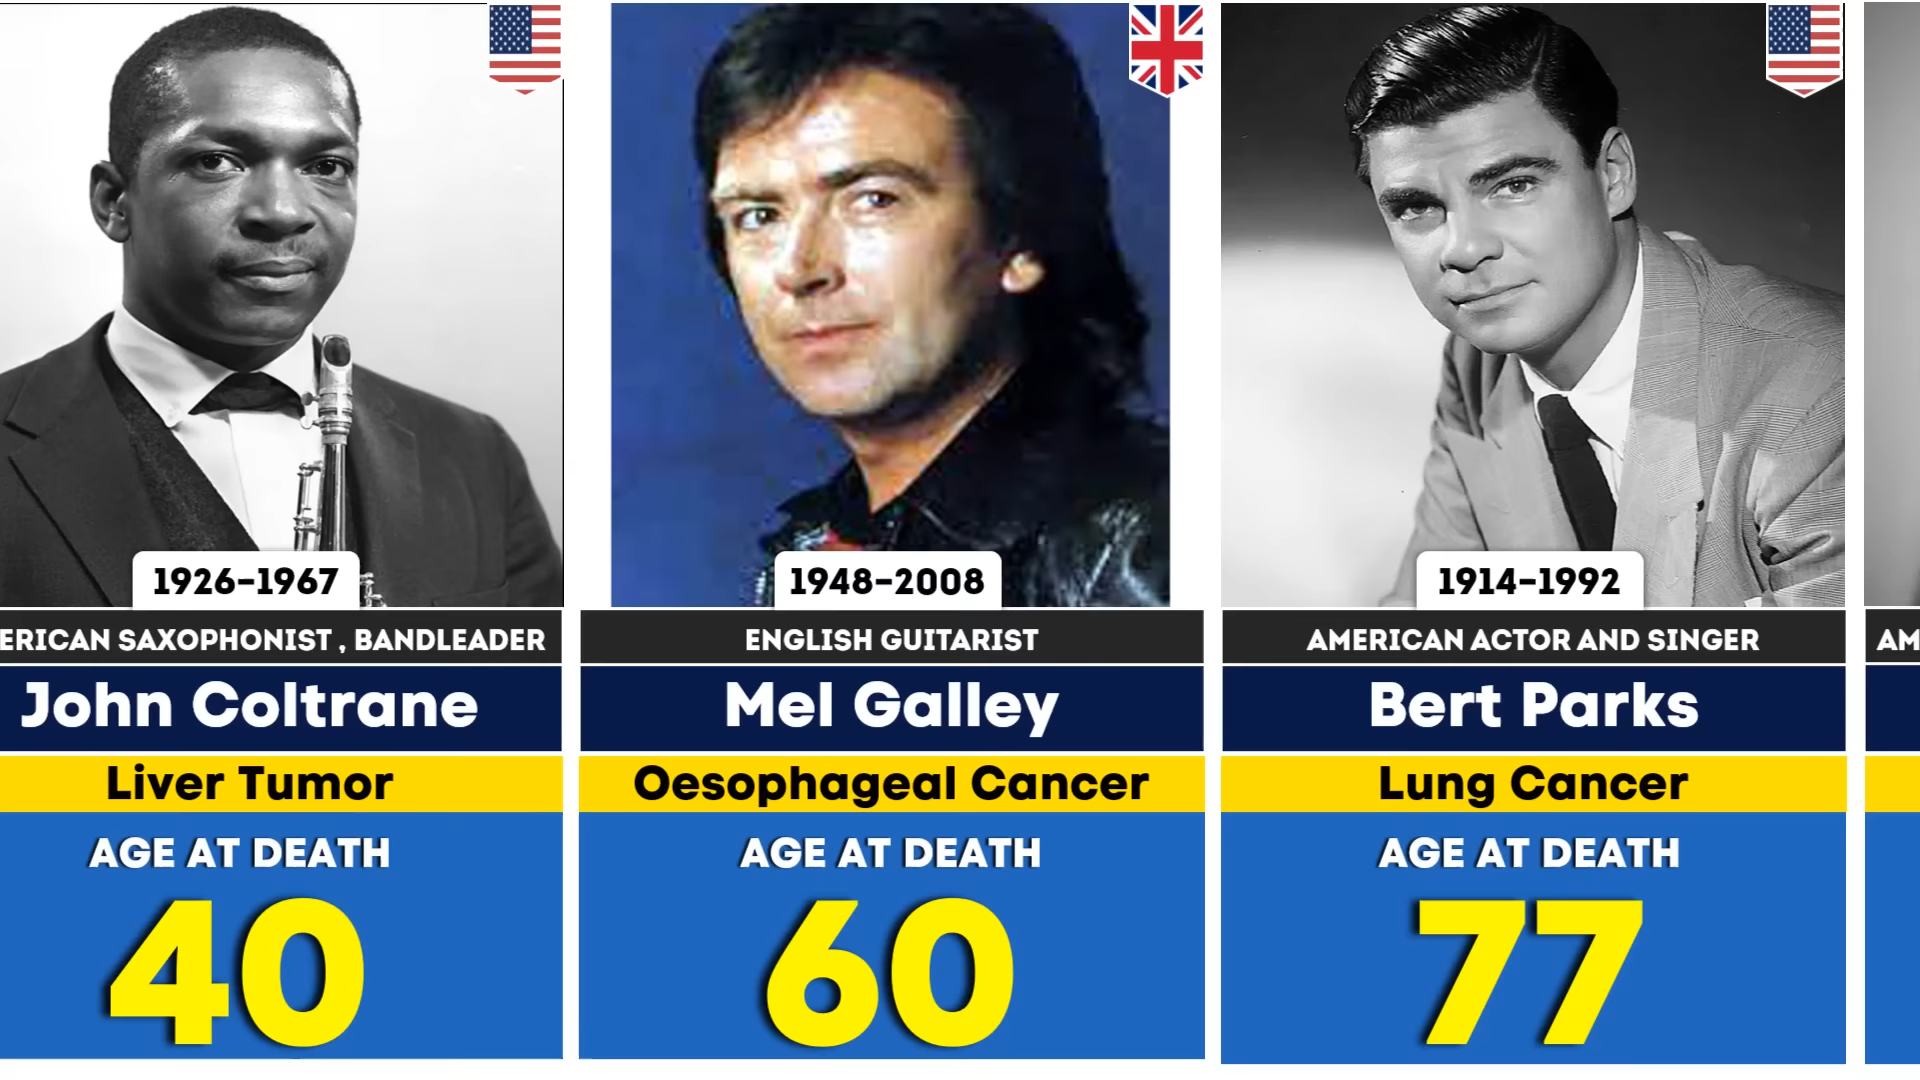 1926-1967
ERICAN SAXOPHONIST , BANDLEADER
John Coltrane
Liver Tumor
AGE AT DEATH
40
1948-2008
ENGLISH GUITARIST
Mel Galley
Oesophageal Cancer
AGE AT DEATH
60
1914-1992
AMERICAN ACTOR AND SINGER
Bert Parks
Lung Cancer
AGE AT DEATH
77
AM